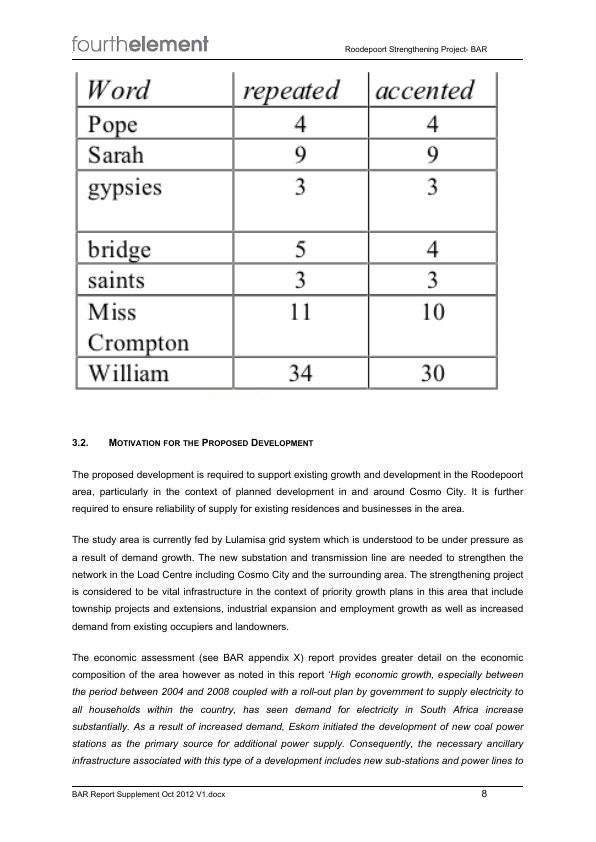 fourthelement
Roodepoort Strengthening Project- BAR
Word repeated accented
Pope 4 4
Sarah 9 9
gypsies 3 3
bridge 5 4
saints 3 3
Miss 11 10
Crompton
William 34 30
3.2. MOTIVATION FOR THE PROPOSED DEVELOPMENT
The proposed development is required to support existing growth and development in the Roodepoort
area, particularly in the context of planned development in and around Cosmo City. It is further
required to ensure reliability of supply for existing residences and businesses in the area.
The study area is currently fed by Lulamisa grid system which is understood to be under pressure as
a result of demand growth. The new substation and transmission line are needed to strengthen the
network in the Load Centre including Cosmo City and the surrounding area. The strengthening project
is considered to be vital infrastructure in the context of priority growth plans in this area that include
township projects and extensions, industrial expansion and employment growth as well as increased
demand from existing occupiers and landowners.
The economic assessment (see BAR appendix X) report provides greater detail on the economic
composition of the area however as noted in this report ‘High economic growth, especially between
the period between 2004 and 2008 coupled with a roll-out plan by government to supply electricity to
all households within the country, has seen demand for electricity in South Africa increase
substantially. As a result of increased demand, Eskom initiated the development of new coal power
stations as the primary source for additional power supply. Consequently, the necessary ancillary
infrastructure associated with this type of a development includes new sub-stations and power lines to
BAR Report Supplement Oct 2012 V1.docx 8